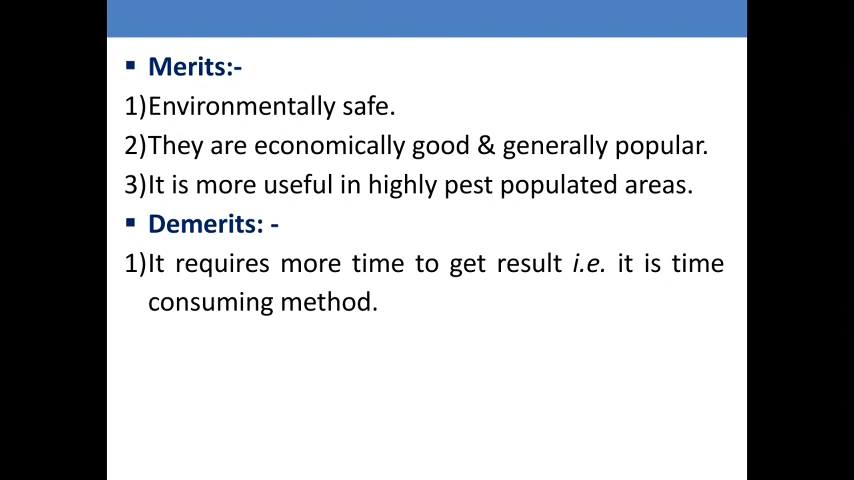 ▪ Merits:-
1)Environmentally safe.
2)They are economically good & generally popular.
3)It is more useful in highly pest populated areas.
▪ Demerits: -
1)It requires more time to get result i.e. it is time
consuming method.